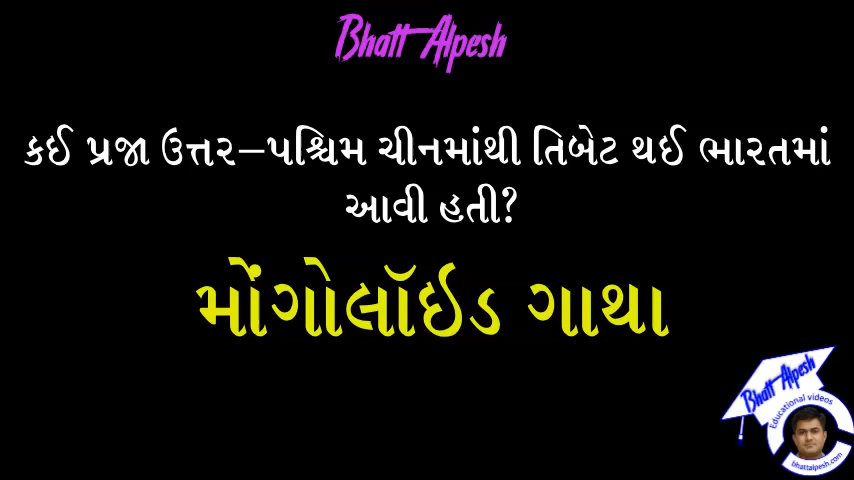 Bhatt Alpesh
કઈ પ્રજા ઉત્તર–પશ્ચિમ ચીનમાંથી તિબેટ થઈ ભારતમાં
આવી હતી?
મોંગોલૉઇડ ગાથા
Bhatt Alpesh
Educational videos
bhattalpesh.com